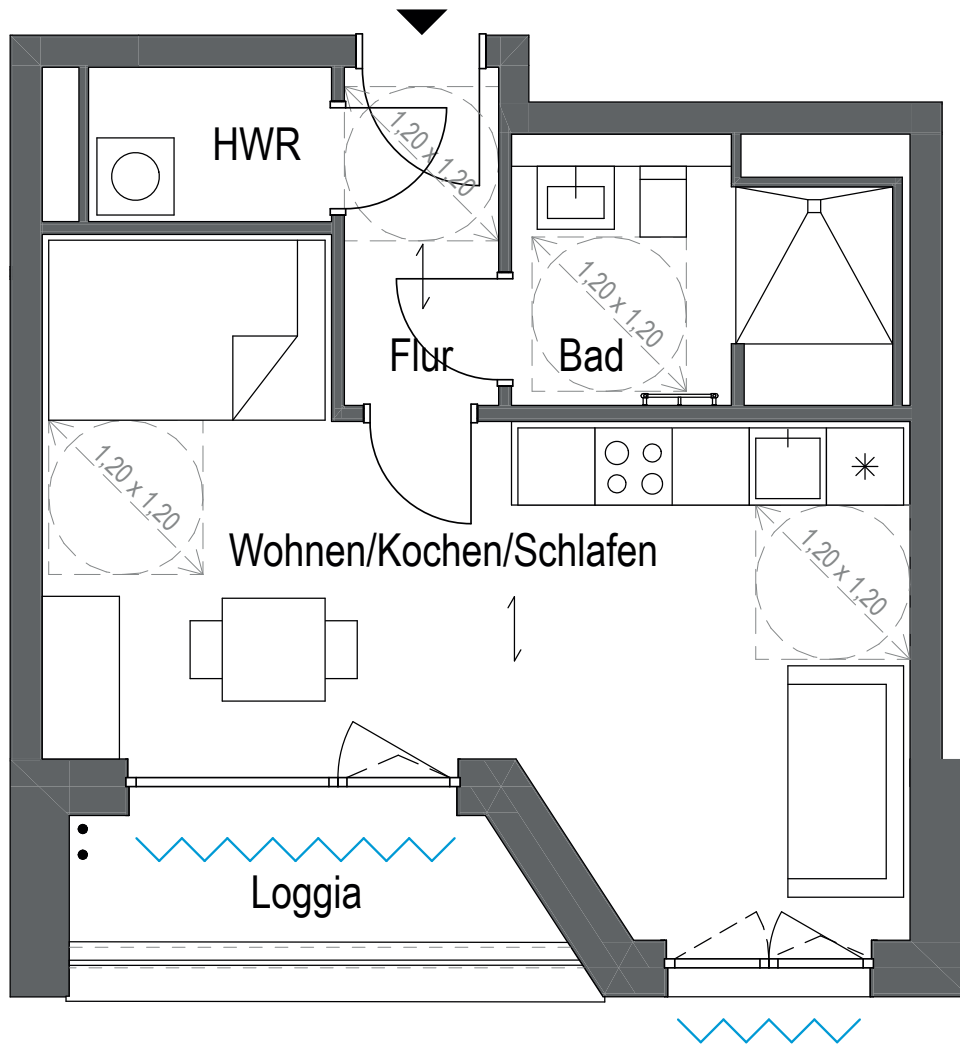 HWR
1,20 x 1,20
1,20 x 1,20
Flur
Bad
1,20 x 1,20
Wohnen/Kochen/Schlafen
1,20 x 1,20
Loggia